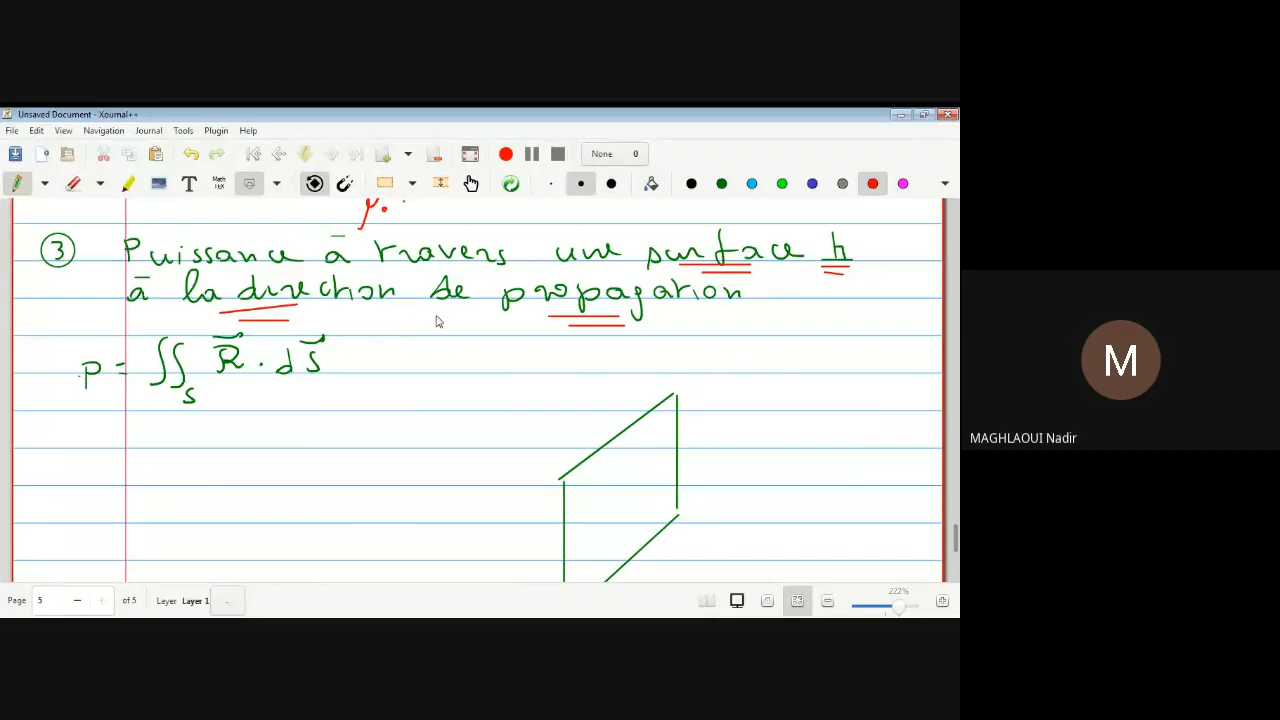 Unsaved Document - Xournal++
File Edit View Navigation Journal Tools Plugin Help
None 0
μ.
③ Puissance à travers une surface h
à la direction de propagation
P = ∬s R⃗ . dS⃗
M
MAGHLAOUI Nadir
Page 5 of 5 Layer Layer 1 222%